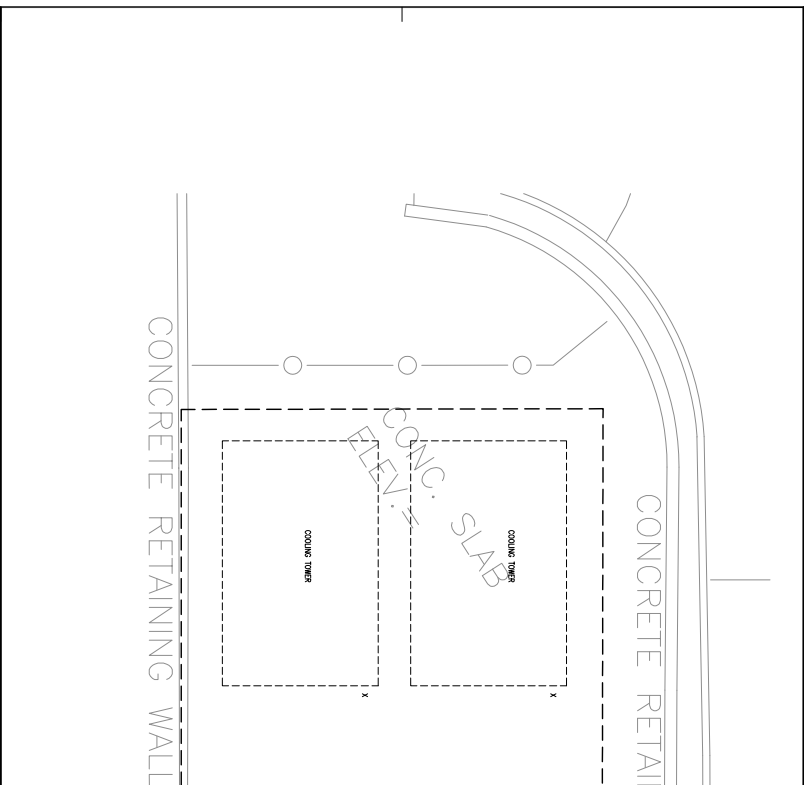 CONCRETE RETAINING WALL
CONC. SLAB
ELEV.=
COOLING TOWER
COOLING TOWER
X
X
CONCRETE RETAI